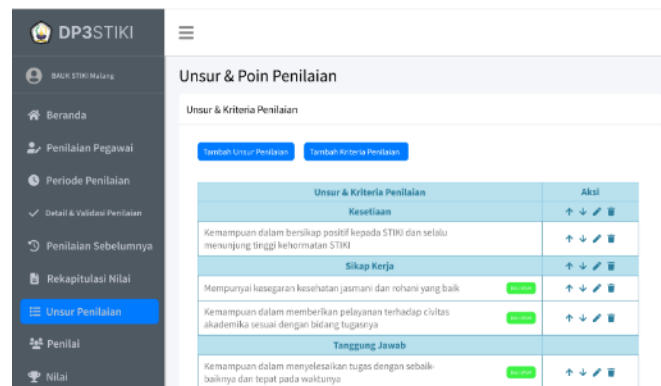 DP3STIKI
BAUK STIKI Malang
Beranda
Penilaian Pegawai
Periode Penilaian
Detail & Validasi Penilaian
Penilaian Sebelumnya
Rekapitulasi Nilai
Unsur Penilaian
Penilai
Nilai
Unsur & Poin Penilaian
Unsur & Kriteria Penilaian
Tambah Unsur Penilaian
Tambah Kriteria Penilaian
Unsur & Kriteria Penilaian
Aksi
Kesetiaan
Kemampuan dalam bersikap positif kepada STIKI dan selalu
menunjung tinggi kehormatan STIKI
Sikap Kerja
Mempunyai kesegaran kesehatan jasmani dan rohani yang baik
Kemampuan dalam memberikan pelayanan terhadap civitas
akademika sesuai dengan bidang tugasnya
Tanggung Jawab
Kemampuan dalam menyelesaikan tugas dengan sebaik-
baiknya dan tepat pada waktunya